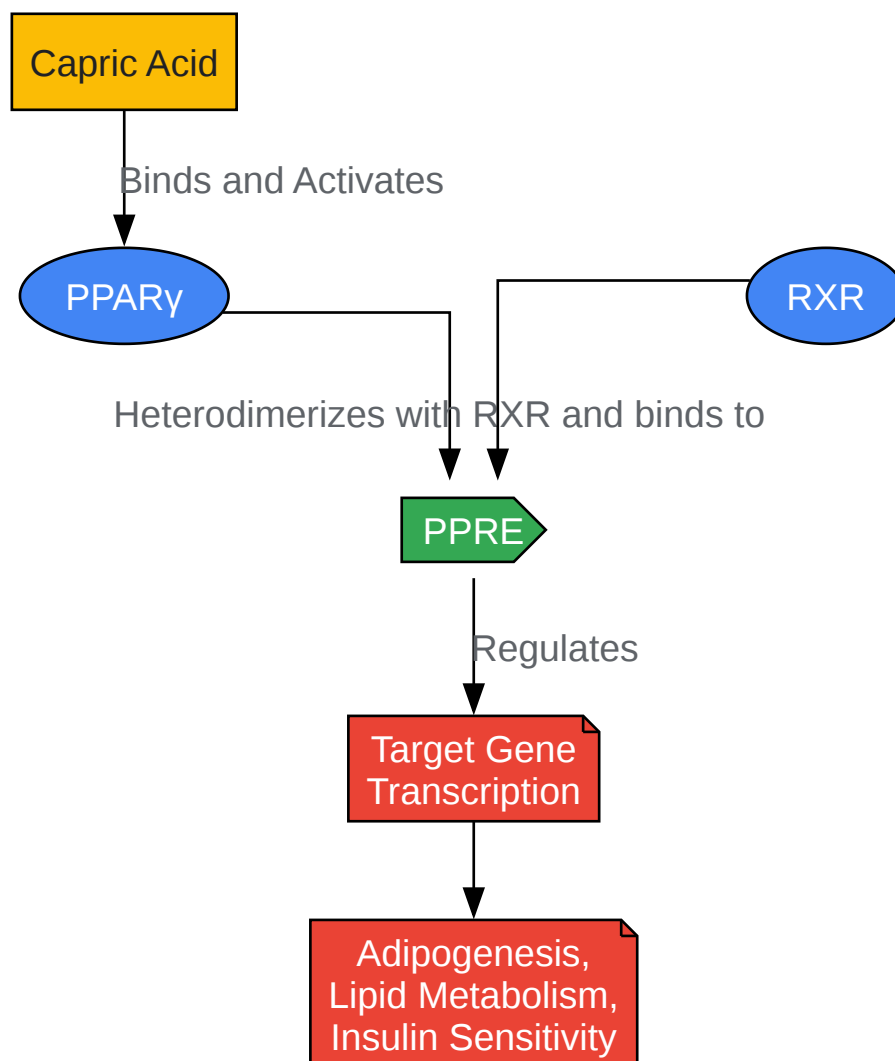 Capric Acid
Binds and Activates
PPARγ
RXR
Heterodimerizes with RXR and binds to
PPRE
Regulates
Target Gene
Transcription
Adipogenesis,
Lipid Metabolism,
Insulin Sensitivity